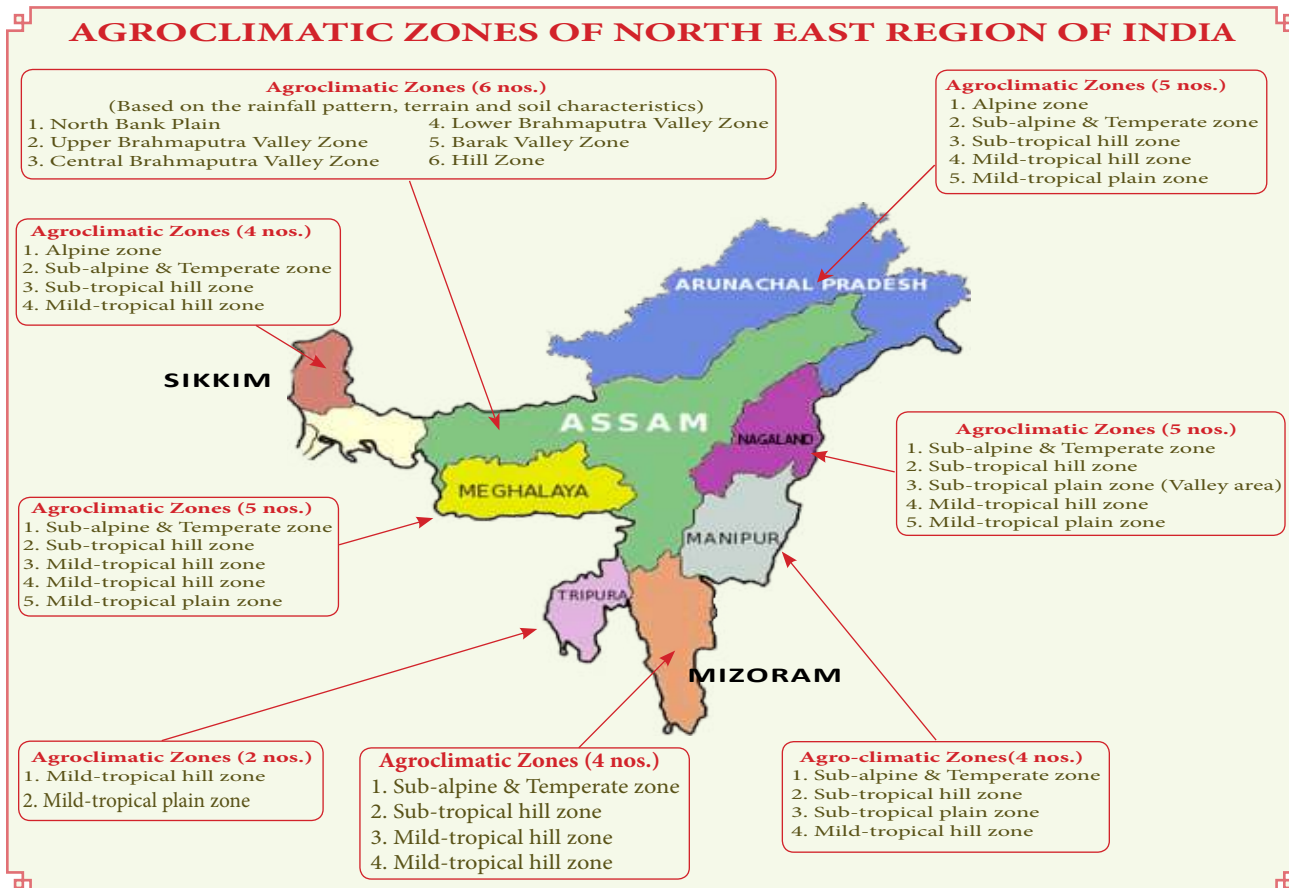 AGROCLIMATIC ZONES OF NORTH EAST REGION OF INDIA
Agroclimatic Zones (6 nos.)
(Based on the rainfall pattern, terrain and soil characteristics)
1. North Bank Plain
2. Upper Brahmaputra Valley Zone
3. Central Brahmaputra Valley Zone
4. Lower Brahmaputra Valley Zone
5. Barak Valley Zone
6. Hill Zone
Agroclimatic Zones (5 nos.)
1. Alpine zone
2. Sub-alpine & Temperate zone
3. Sub-tropical hill zone
4. Mild-tropical hill zone
5. Mild-tropical plain zone
Agroclimatic Zones (4 nos.)
1. Alpine zone
2. Sub-alpine & Temperate zone
3. Sub-tropical hill zone
4. Mild-tropical hill zone
ARUNACHAL PRADESH
SIKKIM
ASSAM
NAGALAND
MEGHALAYA
MANIPUR
TRIPURA
MIZORAM
Agroclimatic Zones (5 nos.)
1. Sub-alpine & Temperate zone
2. Sub-tropical hill zone
3. Sub-tropical plain zone (Valley area)
4. Mild-tropical hill zone
5. Mild-tropical plain zone
Agroclimatic Zones (5 nos.)
1. Sub-alpine & Temperate zone
2. Sub-tropical hill zone
3. Mild-tropical hill zone
4. Mild-tropical hill zone
5. Mild-tropical plain zone
Agroclimatic Zones (2 nos.)
1. Mild-tropical hill zone
2. Mild-tropical plain zone
Agroclimatic Zones (4 nos.)
1. Sub-alpine & Temperate zone
2. Sub-tropical hill zone
3. Mild-tropical hill zone
4. Mild-tropical hill zone
Agro-climatic Zones(4 nos.)
1. Sub-alpine & Temperate zone
2. Sub-tropical hill zone
3. Sub-tropical plain zone
4. Mild-tropical hill zone